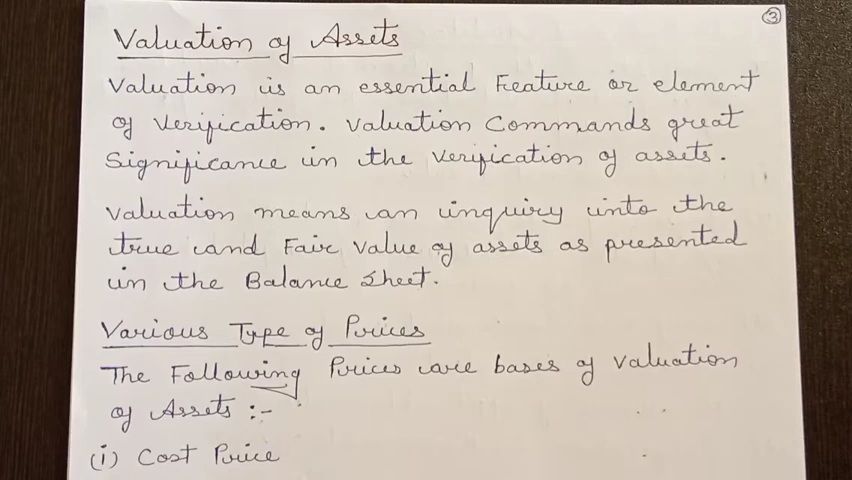 3
Valuation of Assets
Valuation is an essential Feature or element
of Verification. Valuation Commands great
Significance in the Verification of assets.
Valuation means an inquiry into the
true and Fair Value of assets as presented
in the Balance Sheet.
Various Type of Prices
The Following Prices are bases of Valuation
of Assets :-
(i) Cost Price